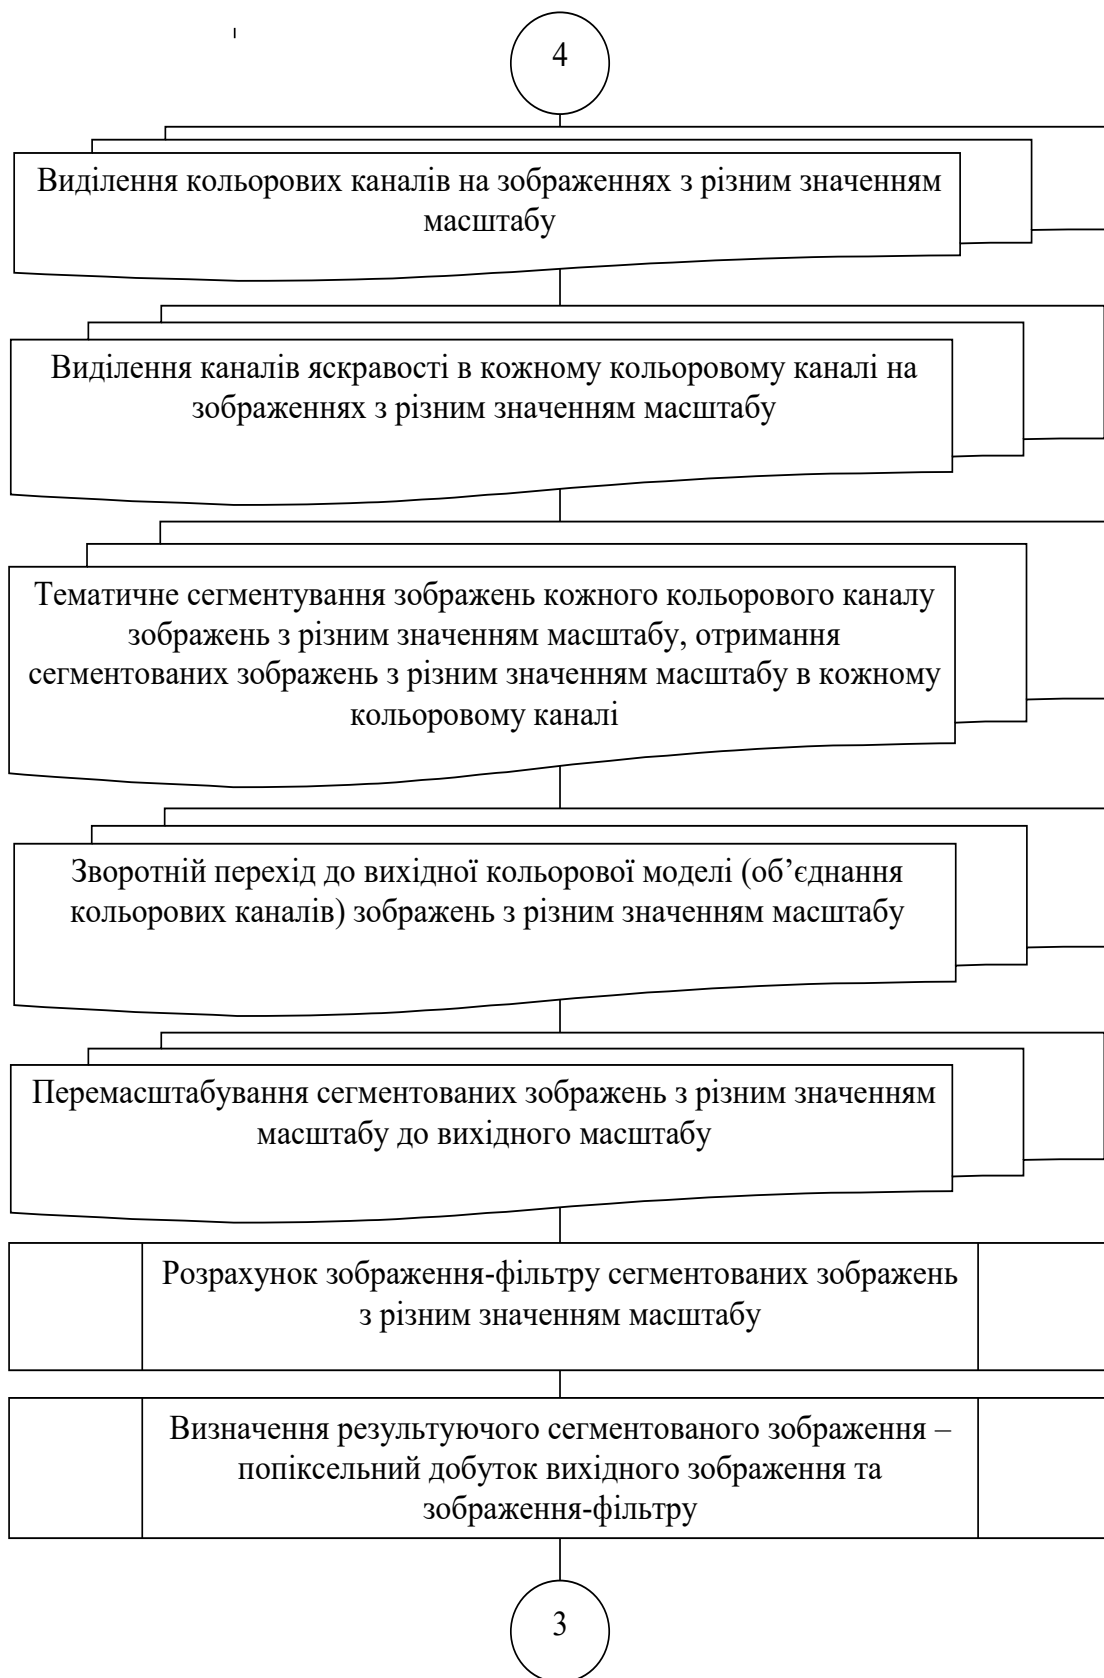 4
Виділення кольорових каналів на зображеннях з різним значенням
масштабу
Виділення каналів яскравості в кожному кольоровому каналі на
зображеннях з різним значенням масштабу
Тематичне сегментування зображень кожного кольорового каналу
зображень з різним значенням масштабу, отримання
сегментованих зображень з різним значенням масштабу в кожному
кольоровому каналі
Зворотній перехід до вихідної кольорової моделі (об’єднання
кольорових каналів) зображень з різним значенням масштабу
Перемасштабування сегментованих зображень з різним значенням
масштабу до вихідного масштабу
Розрахунок зображення-фільтру сегментованих зображень
з різним значенням масштабу
Визначення результуючого сегментованого зображення –
попіксельний добуток вихідного зображення та
зображення-фільтру
3